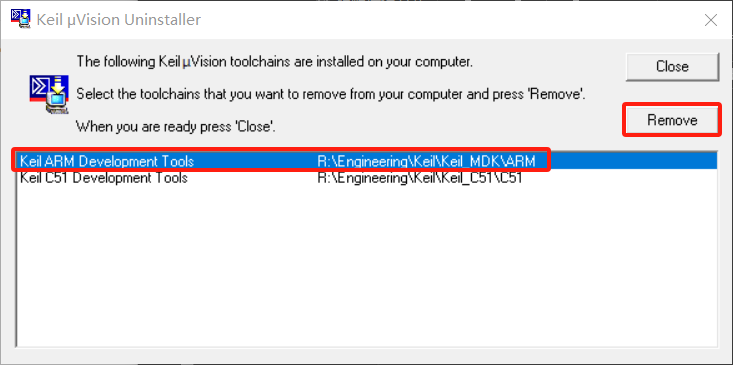 Keil µVision Uninstaller
The following Keil µVision toolchains are installed on your computer.
Close
Select the toolchains that you want to remove from your computer and press 'Remove'.
Remove
When you are ready press 'Close'.
Keil ARM Development Tools R:\Engineering\Keil\Keil_MDK\ARM
Keil C51 Development Tools R:\Engineering\Keil\Keil_C51\C51